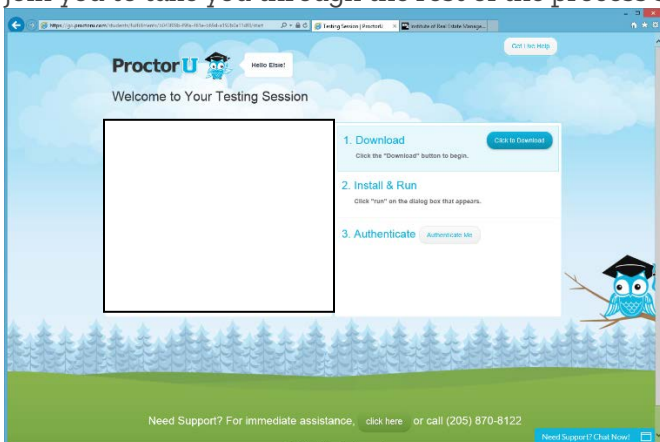 join you to take you through the rest of the process
Testing Session | ProctorU
Institute of Real Estate Manage...
Get Live Help
ProctorU
Hello Elsie!
Welcome to Your Testing Session
1. Download
Click to Download
Click the "Download" button to begin.
2. Install & Run
Click "run" on the dialog box that appears.
3. Authenticate
Authenticate Me
Need Support? For immediate assistance, click here or call (205) 870-8122
Need Support? Chat Now!